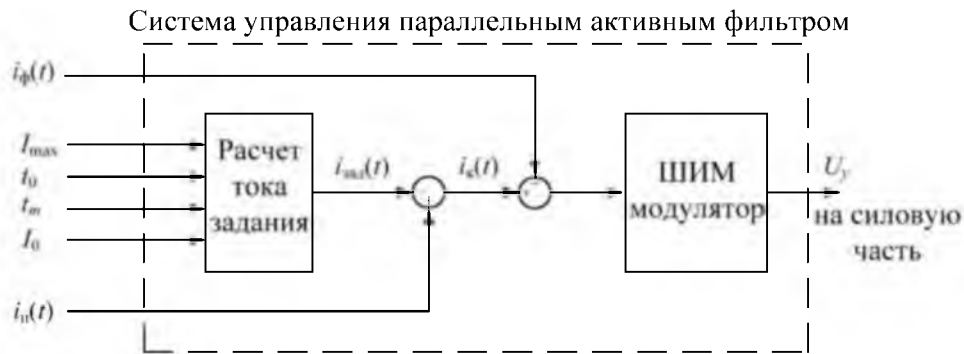 Система управления параллельным активным фильтром
iф(t)
Imax
t0
tm
I0
iн(t)
Расчет
тока
задания
iзад(t)
iк(t)
ШИМ
модулятор
Uу
на силовую
часть